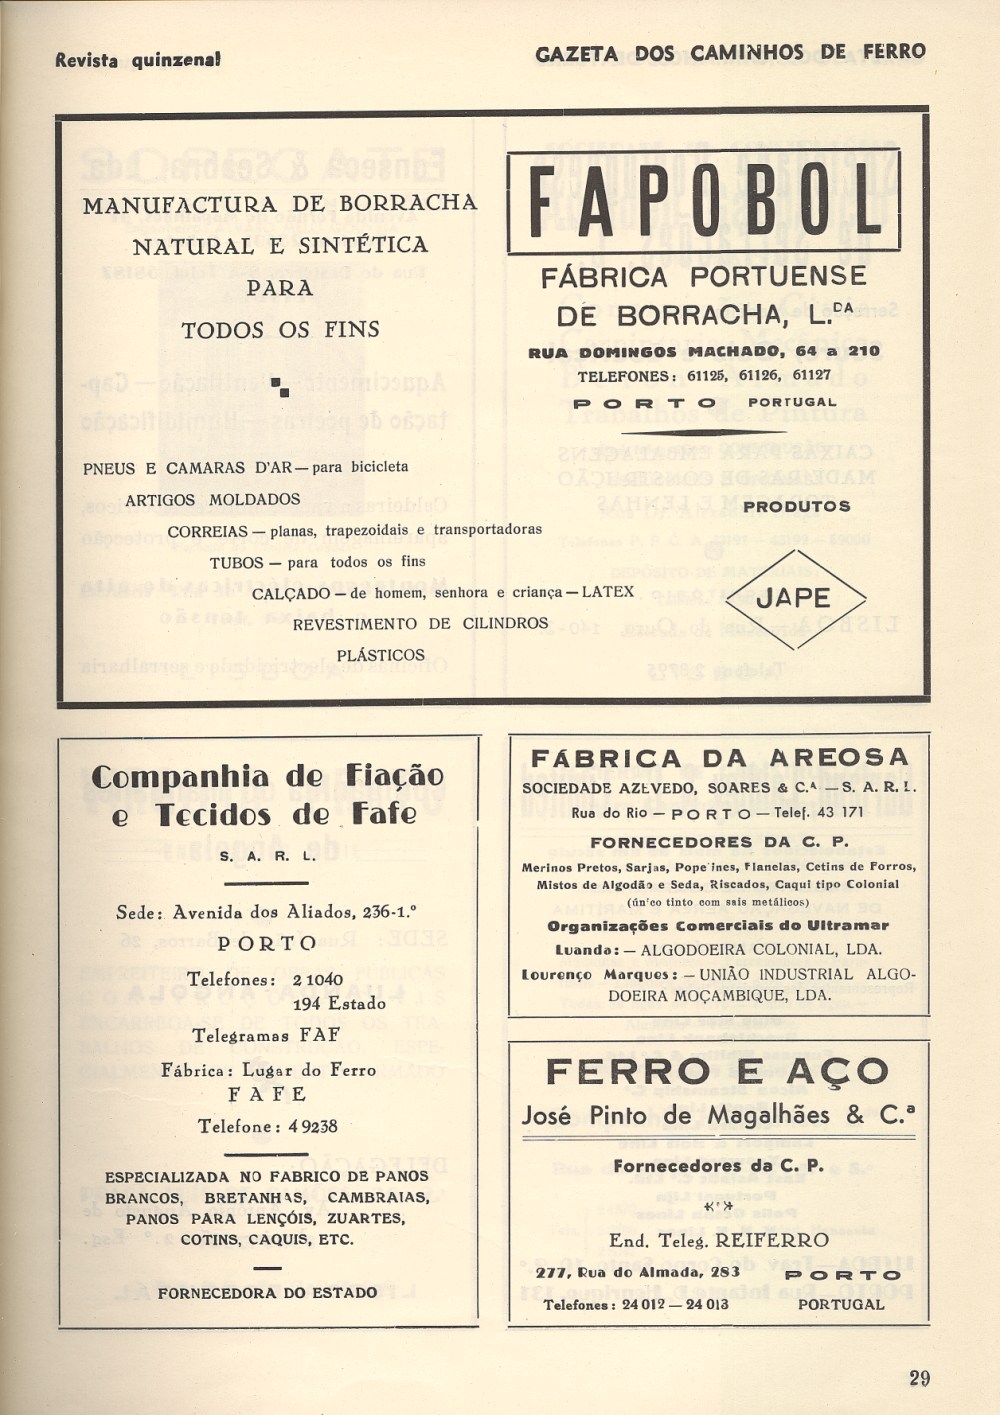 Revista quinzenal
GAZETA DOS CAMINHOS DE FERRO
MANUFACTURA DE BORRACHA
NATURAL E SINTÉTICA
PARA
TODOS OS FINS
PNEUS E CAMARAS D'AR — para bicicleta
ARTIGOS MOLDADOS
CORREIAS — planas, trapezoidais e transportadoras
TUBOS — para todos os fins
CALÇADO — de homem, senhora e criança — LATEX
REVESTIMENTO DE CILINDROS
PLÁSTICOS
FAPOBOL
FÁBRICA PORTUENSE
DE BORRACHA, L.DA
RUA DOMINGOS MACHADO, 64 a 210
TELEFONES: 61125, 61126, 61127
PORTO PORTUGAL
PRODUTOS
JAPE
Companhia de Fiação
e Tecidos de Fafe
S. A. R. L.
Sede: Avenida dos Aliados, 236-1.º
PORTO
Telefones: 2 1040
194 Estado
Telegramas FAF
Fábrica: Lugar do Ferro
FAFE
Telefone: 4 9238
ESPECIALIZADA NO FABRICO DE PANOS
BRANCOS, BRETANHAS, CAMBRAIAS,
PANOS PARA LENÇÓIS, ZUARTES,
COTINS, CAQUIS, ETC.
FORNECEDORA DO ESTADO
FÁBRICA DA AREOSA
SOCIEDADE AZEVEDO, SOARES & C.ª — S. A. R. L.
Rua do Rio — PORTO — Telef. 43 171
FORNECEDORES DA C. P.
Merinos Pretos, Sarjas, Popelines, Flanelas, Cetins de Forros,
Mistos de Algodão e Seda, Riscados, Caqui tipo Colonial
(único tinto com sais metálicos)
Organizações Comerciais do Ultramar
Luanda: — ALGODOEIRA COLONIAL, LDA.
Lourenço Marques: — UNIÃO INDUSTRIAL ALGO-
DOEIRA MOÇAMBIQUE, LDA.
FERRO E AÇO
José Pinto de Magalhães & C.ª
Fornecedores da C. P.
End. Teleg. REIFERRO
277, Rua do Almada, 283 PORTO
Telefones: 24 012 — 24 013 PORTUGAL
29